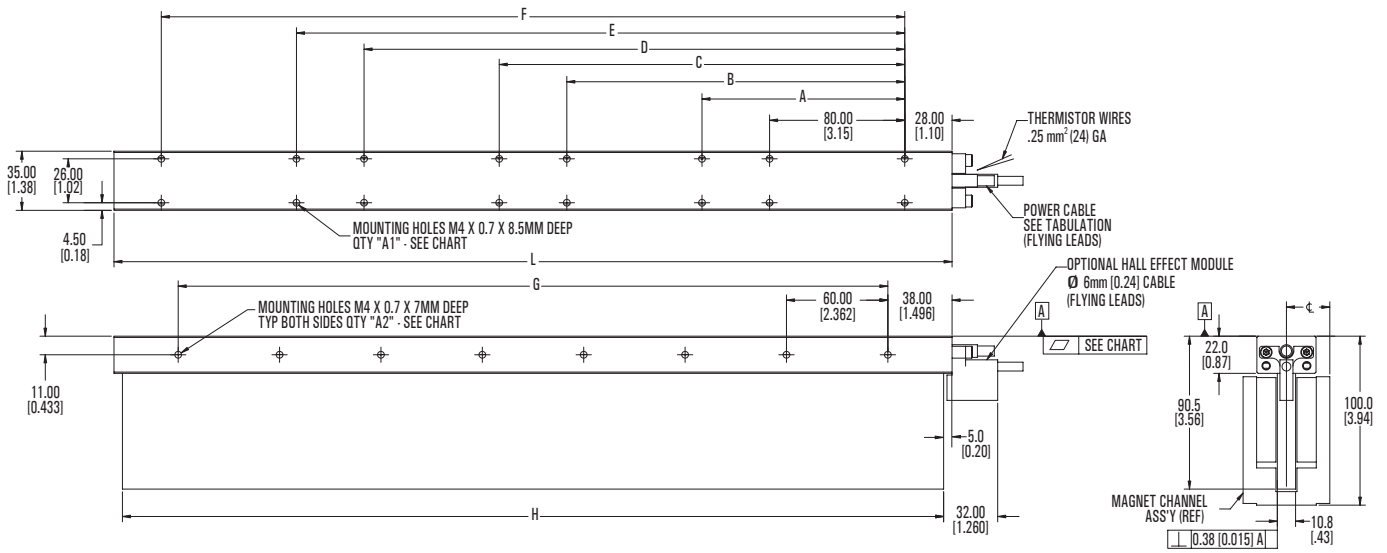 F
E
D
C
B
A
80.00
[3.15]
28.00
[1.10]
THERMISTOR WIRES
.25 mm² (24) GA
35.00
[1.38]
26.00
[1.02]
4.50
[0.18]
MOUNTING HOLES M4 X 0.7 X 8.5MM DEEP
QTY "A1" - SEE CHART
POWER CABLE
SEE TABULATION
(FLYING LEADS)
L
OPTIONAL HALL EFFECT MODULE
Ø 6mm [0.24] CABLE
(FLYING LEADS)
G
MOUNTING HOLES M4 X 0.7 X 7MM DEEP
TYP BOTH SIDES QTY "A2" - SEE CHART
60.00
[2.362]
38.00
[1.496]
A
SEE CHART
11.00
[0.433]
5.0
[0.20]
H
32.00
[1.260]
A
℄
22.0
[0.87]
90.5
[3.56]
100.0
[3.94]
MAGNET CHANNEL
ASS'Y (REF)
10.8
[.43]
⊥ 0.38 [0.015] A